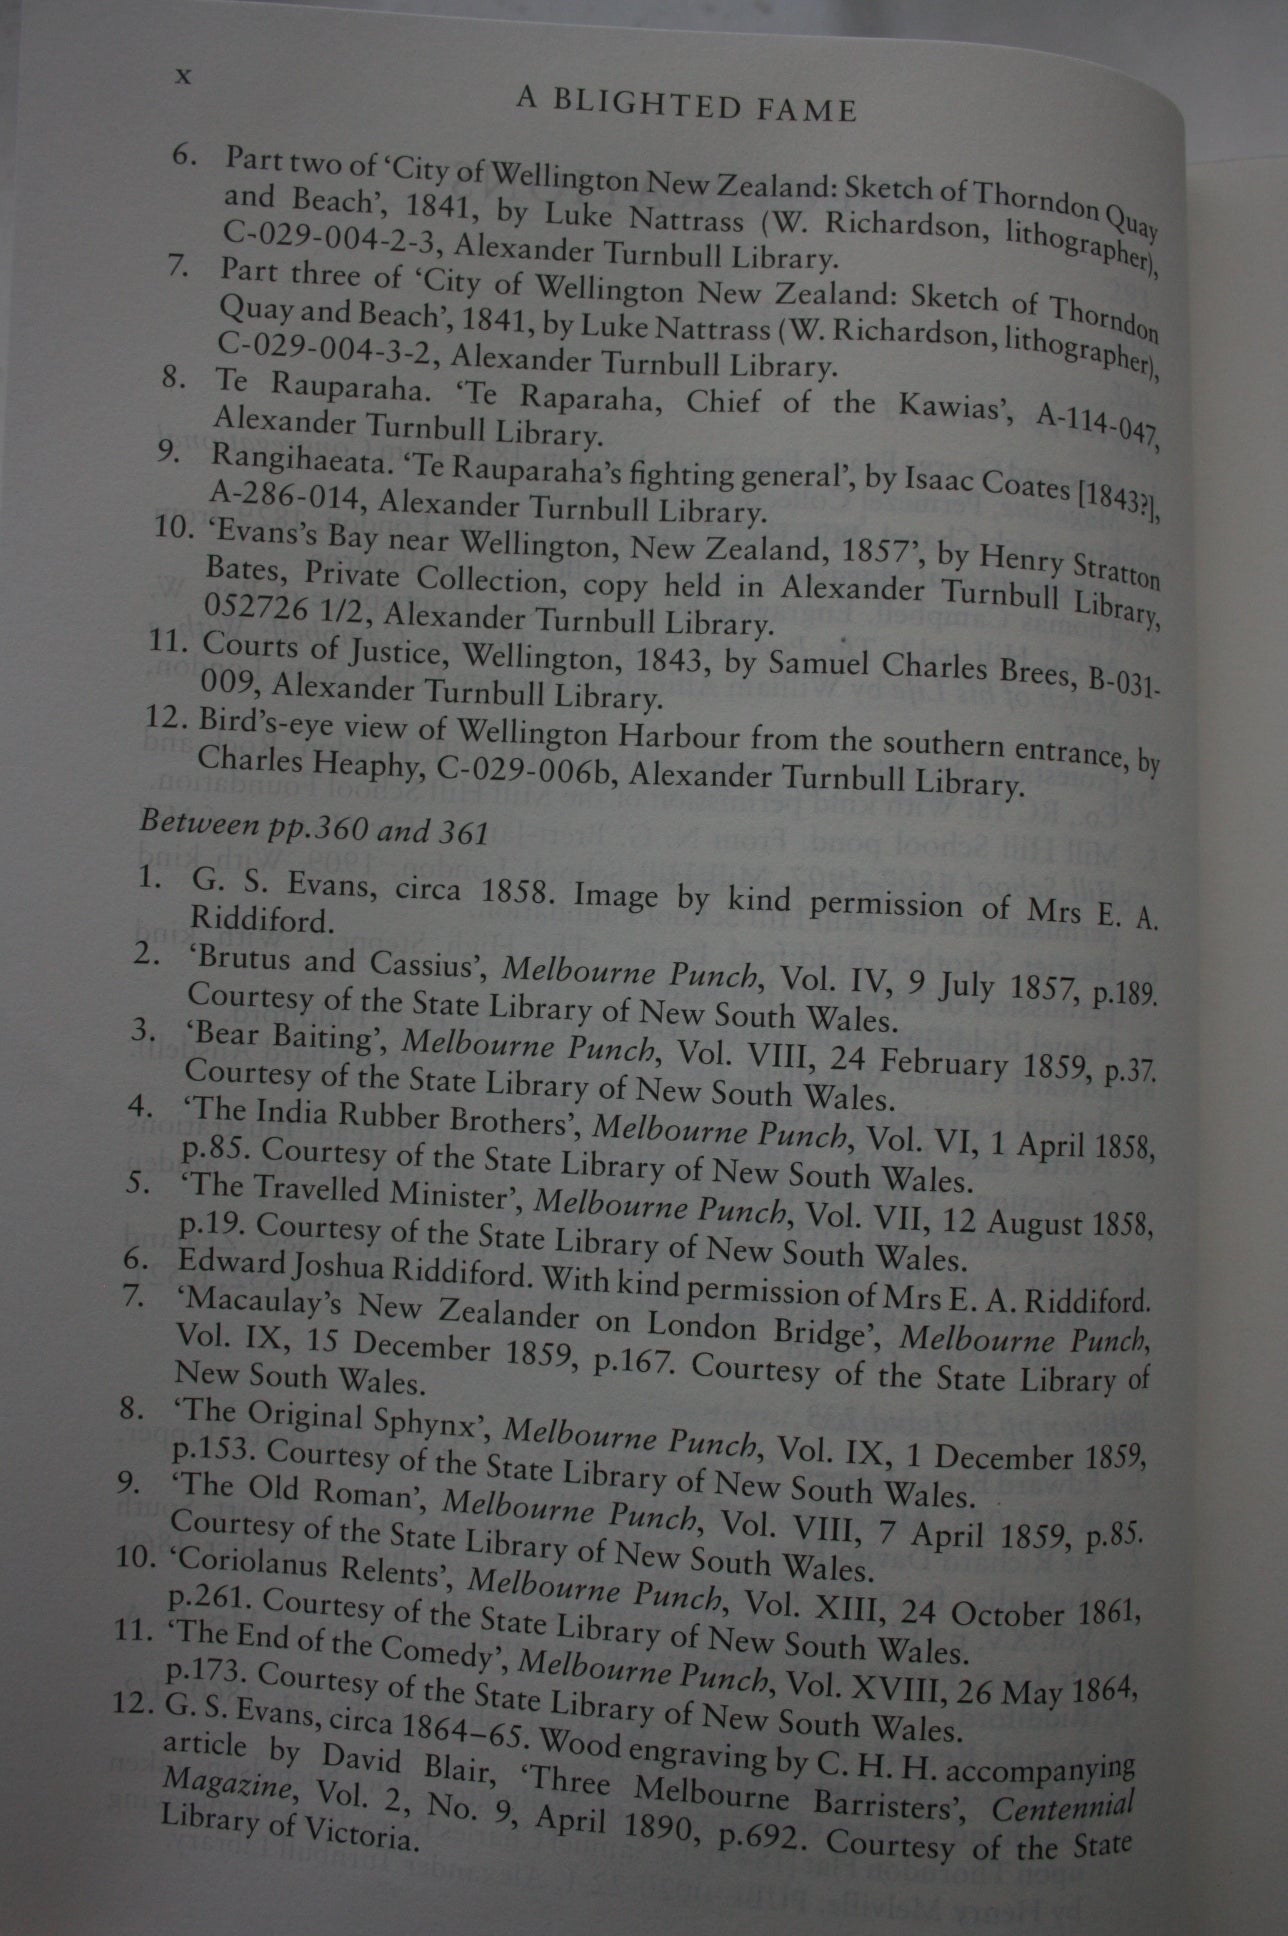 x
A BLIGHTED FAME
6. Part two of ‘City of Wellington New Zealand: Sketch of Thorndon Quay
and Beach’, 1841, by Luke Nattrass (W. Richardson, lithographer),
C-029-004-2-3, Alexander Turnbull Library.
7. Part three of ‘City of Wellington New Zealand: Sketch of Thorndon
Quay and Beach’, 1841, by Luke Nattrass (W. Richardson, lithographer),
C-029-004-3-2, Alexander Turnbull Library.
8. Te Rauparaha. ‘Te Raparaha, Chief of the Kawias’, A-114-047,
Alexander Turnbull Library.
9. Rangihaeata. ‘Te Rauparaha’s fighting general’, by Isaac Coates [1843?],
A-286-014, Alexander Turnbull Library.
10. ‘Evans’s Bay near Wellington, New Zealand, 1857’, by Henry Stratton
Bates, Private Collection, copy held in Alexander Turnbull Library,
052726 1/2, Alexander Turnbull Library.
11. Courts of Justice, Wellington, 1843, by Samuel Charles Brees, B-031-
009, Alexander Turnbull Library.
12. Bird’s-eye view of Wellington Harbour from the southern entrance, by
Charles Heaphy, C-029-006b, Alexander Turnbull Library.
Between pp.360 and 361
1. G. S. Evans, circa 1858. Image by kind permission of Mrs E. A.
Riddiford.
2. ‘Brutus and Cassius’, Melbourne Punch, Vol. IV, 9 July 1857, p.189.
Courtesy of the State Library of New South Wales.
3. ‘Bear Baiting’, Melbourne Punch, Vol. VIII, 24 February 1859, p.37.
Courtesy of the State Library of New South Wales.
4. ‘The India Rubber Brothers’, Melbourne Punch, Vol. VI, 1 April 1858,
p.85. Courtesy of the State Library of New South Wales.
5. ‘The Travelled Minister’, Melbourne Punch, Vol. VII, 12 August 1858,
p.19. Courtesy of the State Library of New South Wales.
6. Edward Joshua Riddiford. With kind permission of Mrs E. A. Riddiford.
7. ‘Macaulay’s New Zealander on London Bridge’, Melbourne Punch,
Vol. IX, 15 December 1859, p.167. Courtesy of the State Library of
New South Wales.
8. ‘The Original Sphynx’, Melbourne Punch, Vol. IX, 1 December 1859,
p.153. Courtesy of the State Library of New South Wales.
9. ‘The Old Roman’, Melbourne Punch, Vol. VIII, 7 April 1859, p.85.
Courtesy of the State Library of New South Wales.
10. ‘Coriolanus Relents’, Melbourne Punch, Vol. XIII, 24 October 1861,
p.261. Courtesy of the State Library of New South Wales.
11. ‘The End of the Comedy’, Melbourne Punch, Vol. XVIII, 26 May 1864,
p.173. Courtesy of the State Library of New South Wales.
12. G. S. Evans, circa 1864–65. Wood engraving by C. H. H. accompanying
article by David Blair, ‘Three Melbourne Barristers’, Centennial
Magazine, Vol. 2, No. 9, April 1890, p.692. Courtesy of the State
Library of Victoria.